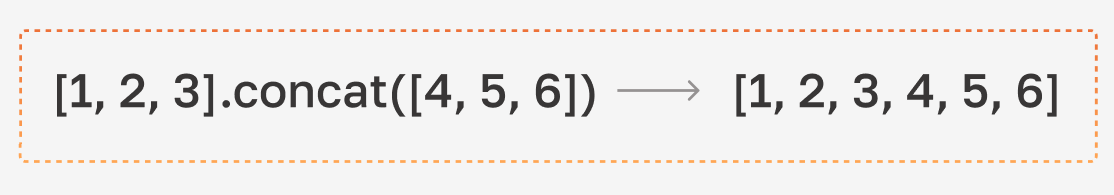 [1, 2, 3].concat([4, 5, 6]) ⟶ [1, 2, 3, 4, 5, 6]